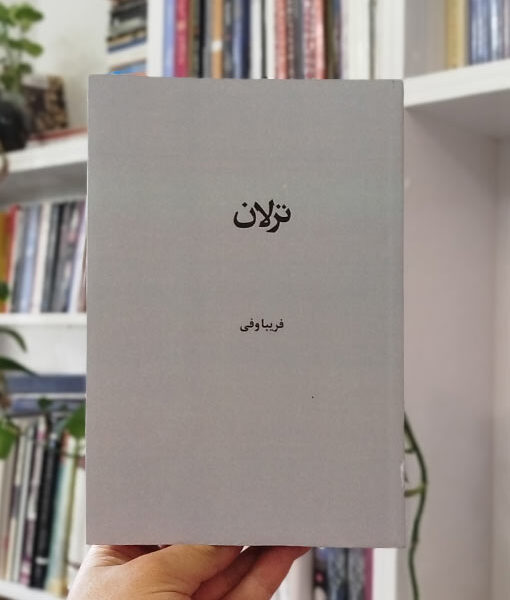 ترلان
فریبا وفی